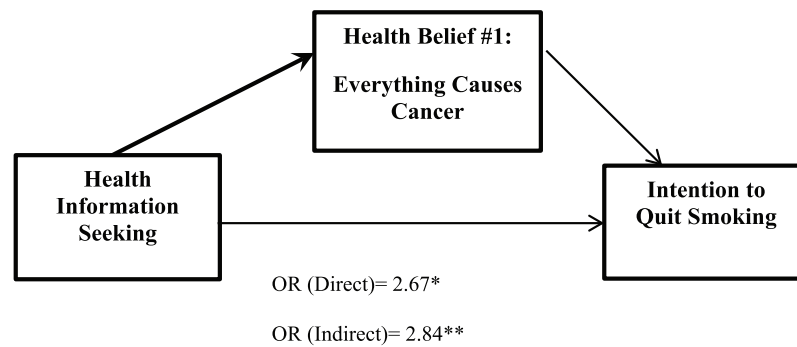 Health Belief #1:
Everything Causes
Cancer
Health
Information
Seeking
Intention to
Quit Smoking
OR (Direct)= 2.67*
OR (Indirect)= 2.84**